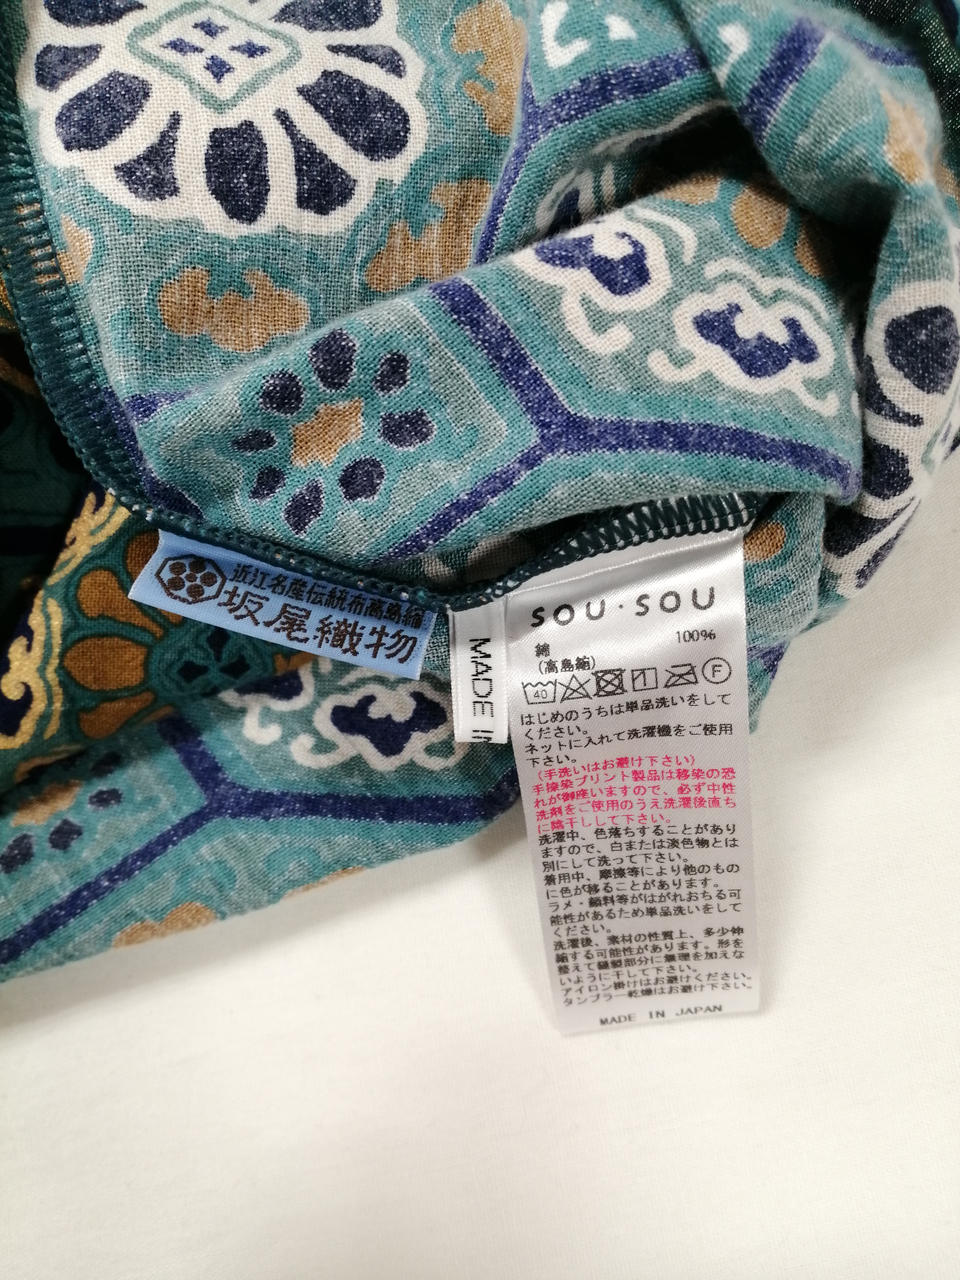 近江名産伝統布高島縮
坂尾織物
MADE IN
SOU・SOU
綿 100%
(高島縮)
40
F
はじめのうちは単品洗いをして
ください。
ネットに入れて洗濯機をご使用
下さい。
(手洗いはお避け下さい)
手捺染プリント製品は移染の恐
れが御座いますので、必ず中性
洗剤をご使用のうえ洗濯後直ち
に陰干しして下さい。
洗濯中、色落ちすることがあり
ますので、白または淡色物とは
別にして洗って下さい。
着用中、摩擦等により他のもの
に色が移ることがあります。
ラメ・顔料等がはがれおちる可
能性があるため単品洗いをして
ください。
洗濯後、素材の性質上、多少伸
縮する可能性があります。形を
整えて縫製部分に無理を加えな
いように干して下さい。
アイロン掛けはお避けください。
タンブラー乾燥はお避け下さい。
MADE IN JAPAN